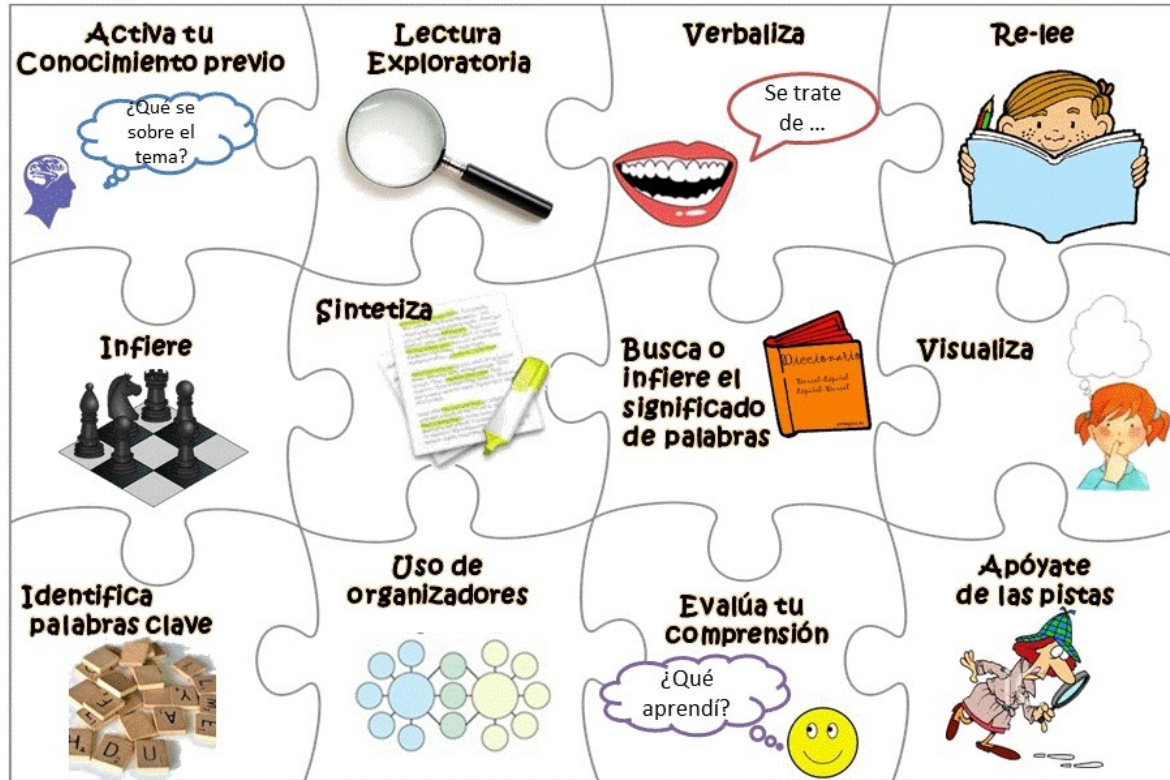 Activa tu
Conocimiento previo
¿Qué se
sobre el
tema?
Lectura
Exploratoria
Verbaliza
Se trate
de ...
Re-lee
Infiere
Sintetiza
Busca o
infiere el
significado
de palabras
Diccionario
Visualiza
Identifica
palabras clave
H D U
Uso de
organizadores
Evalúa tu
comprensión
¿Qué
aprendí?
Apóyate
de las pistas